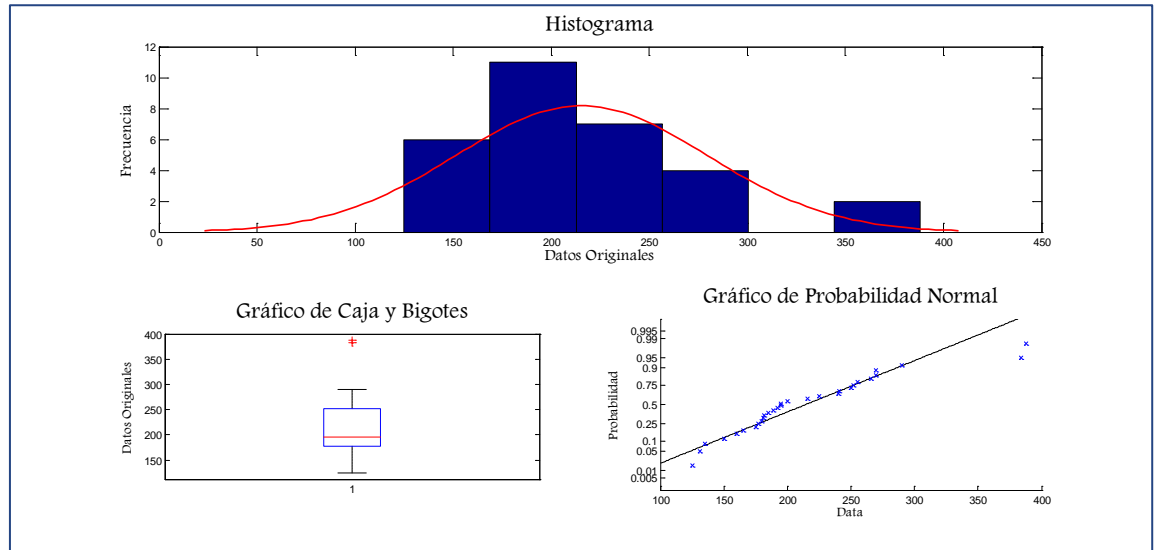 Histograma
12
10
8
6
4
2
0
Frecuencia
0 50 100 150 200 250 300 350 400 450
Datos Originales
Gráfico de Caja y Bigotes
400
350
300
250
200
150
Datos Originales
1
Gráfico de Probabilidad Normal
0.995
0.99
0.95
0.9
0.75
0.5
0.25
0.1
0.05
0.01
0.005
Probabilidad
100 150 200 250 300 350 400
Data